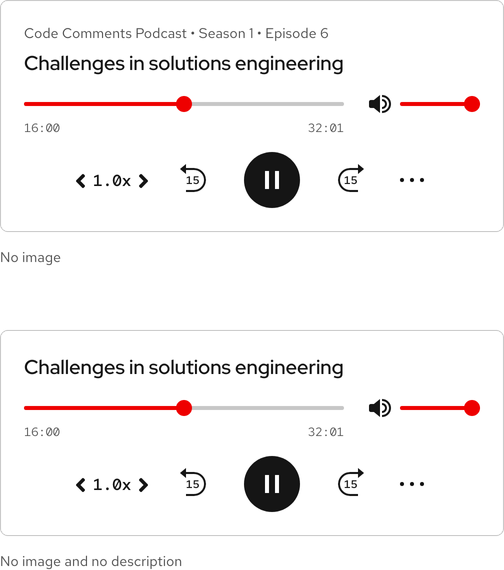 Code Comments Podcast • Season 1 • Episode 6
Challenges in solutions engineering
16:00 32:01
1.0x 15 15
No image
Challenges in solutions engineering
16:00 32:01
1.0x 15 15
No image and no description